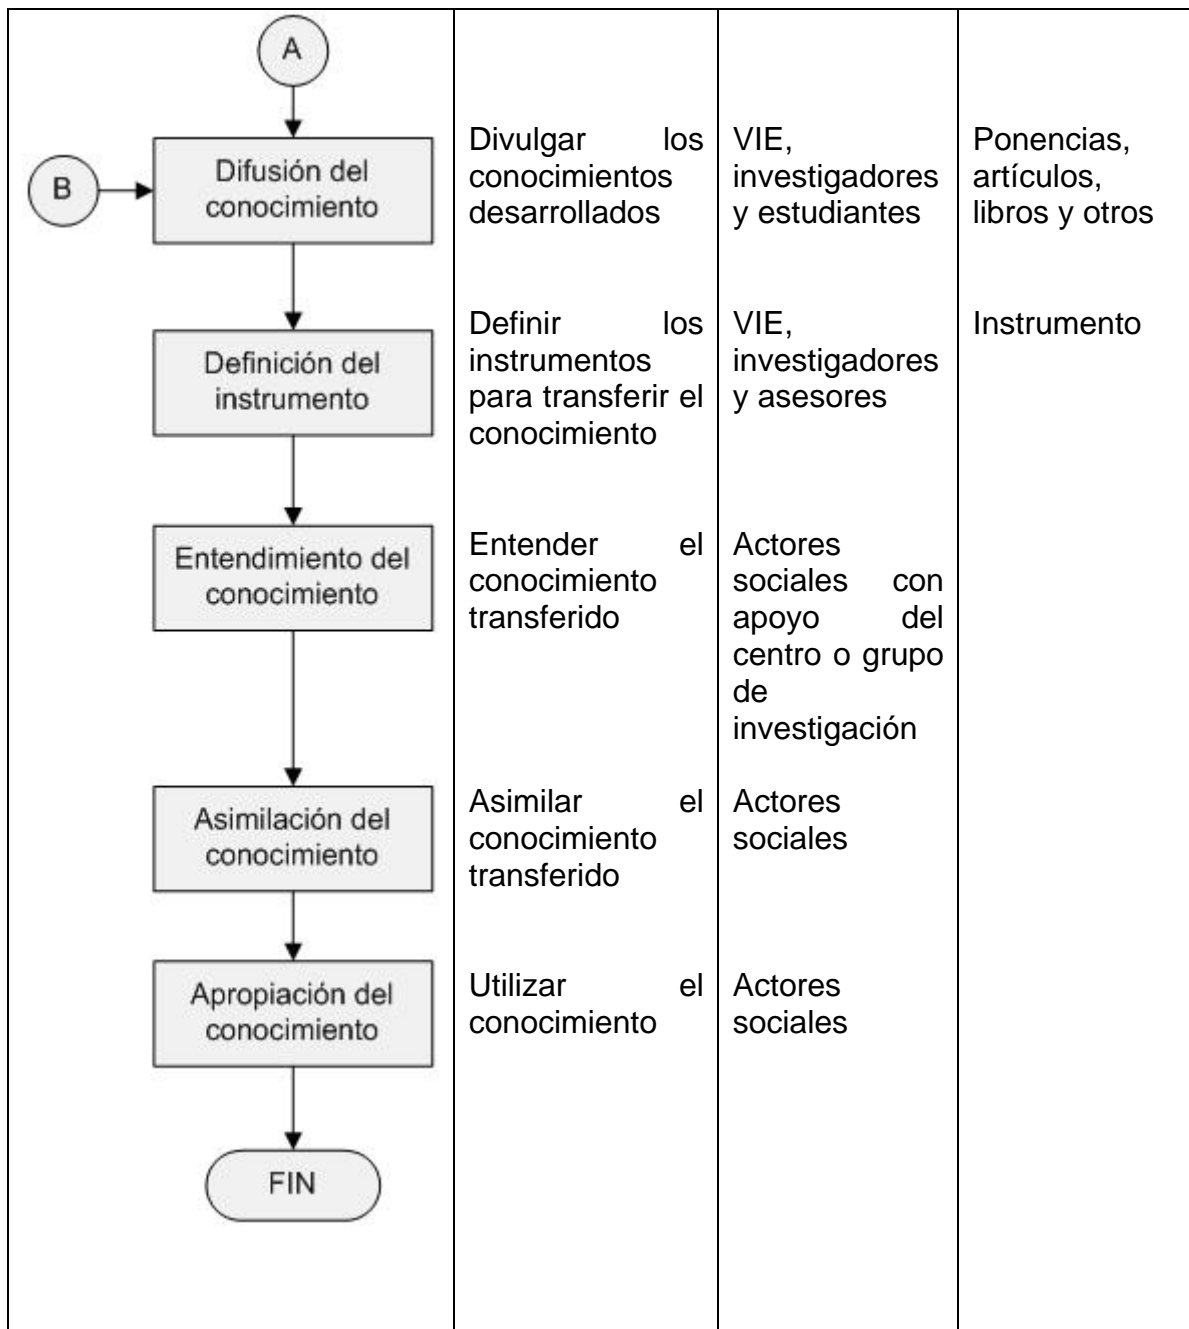 A
B
Difusión del
conocimiento
Divulgar los
conocimientos
desarrollados
VIE,
investigadores
y estudiantes
Ponencias,
artículos,
libros y otros
Definición del
instrumento
Definir los
instrumentos
para transferir el
conocimiento
VIE,
investigadores
y asesores
Instrumento
Entendimiento del
conocimiento
Entender el
conocimiento
transferido
Actores
sociales con
apoyo del
centro o grupo
de
investigación
Asimilación del
conocimiento
Asimilar el
conocimiento
transferido
Actores
sociales
Apropiación del
conocimiento
Utilizar el
conocimiento
Actores
sociales
FIN